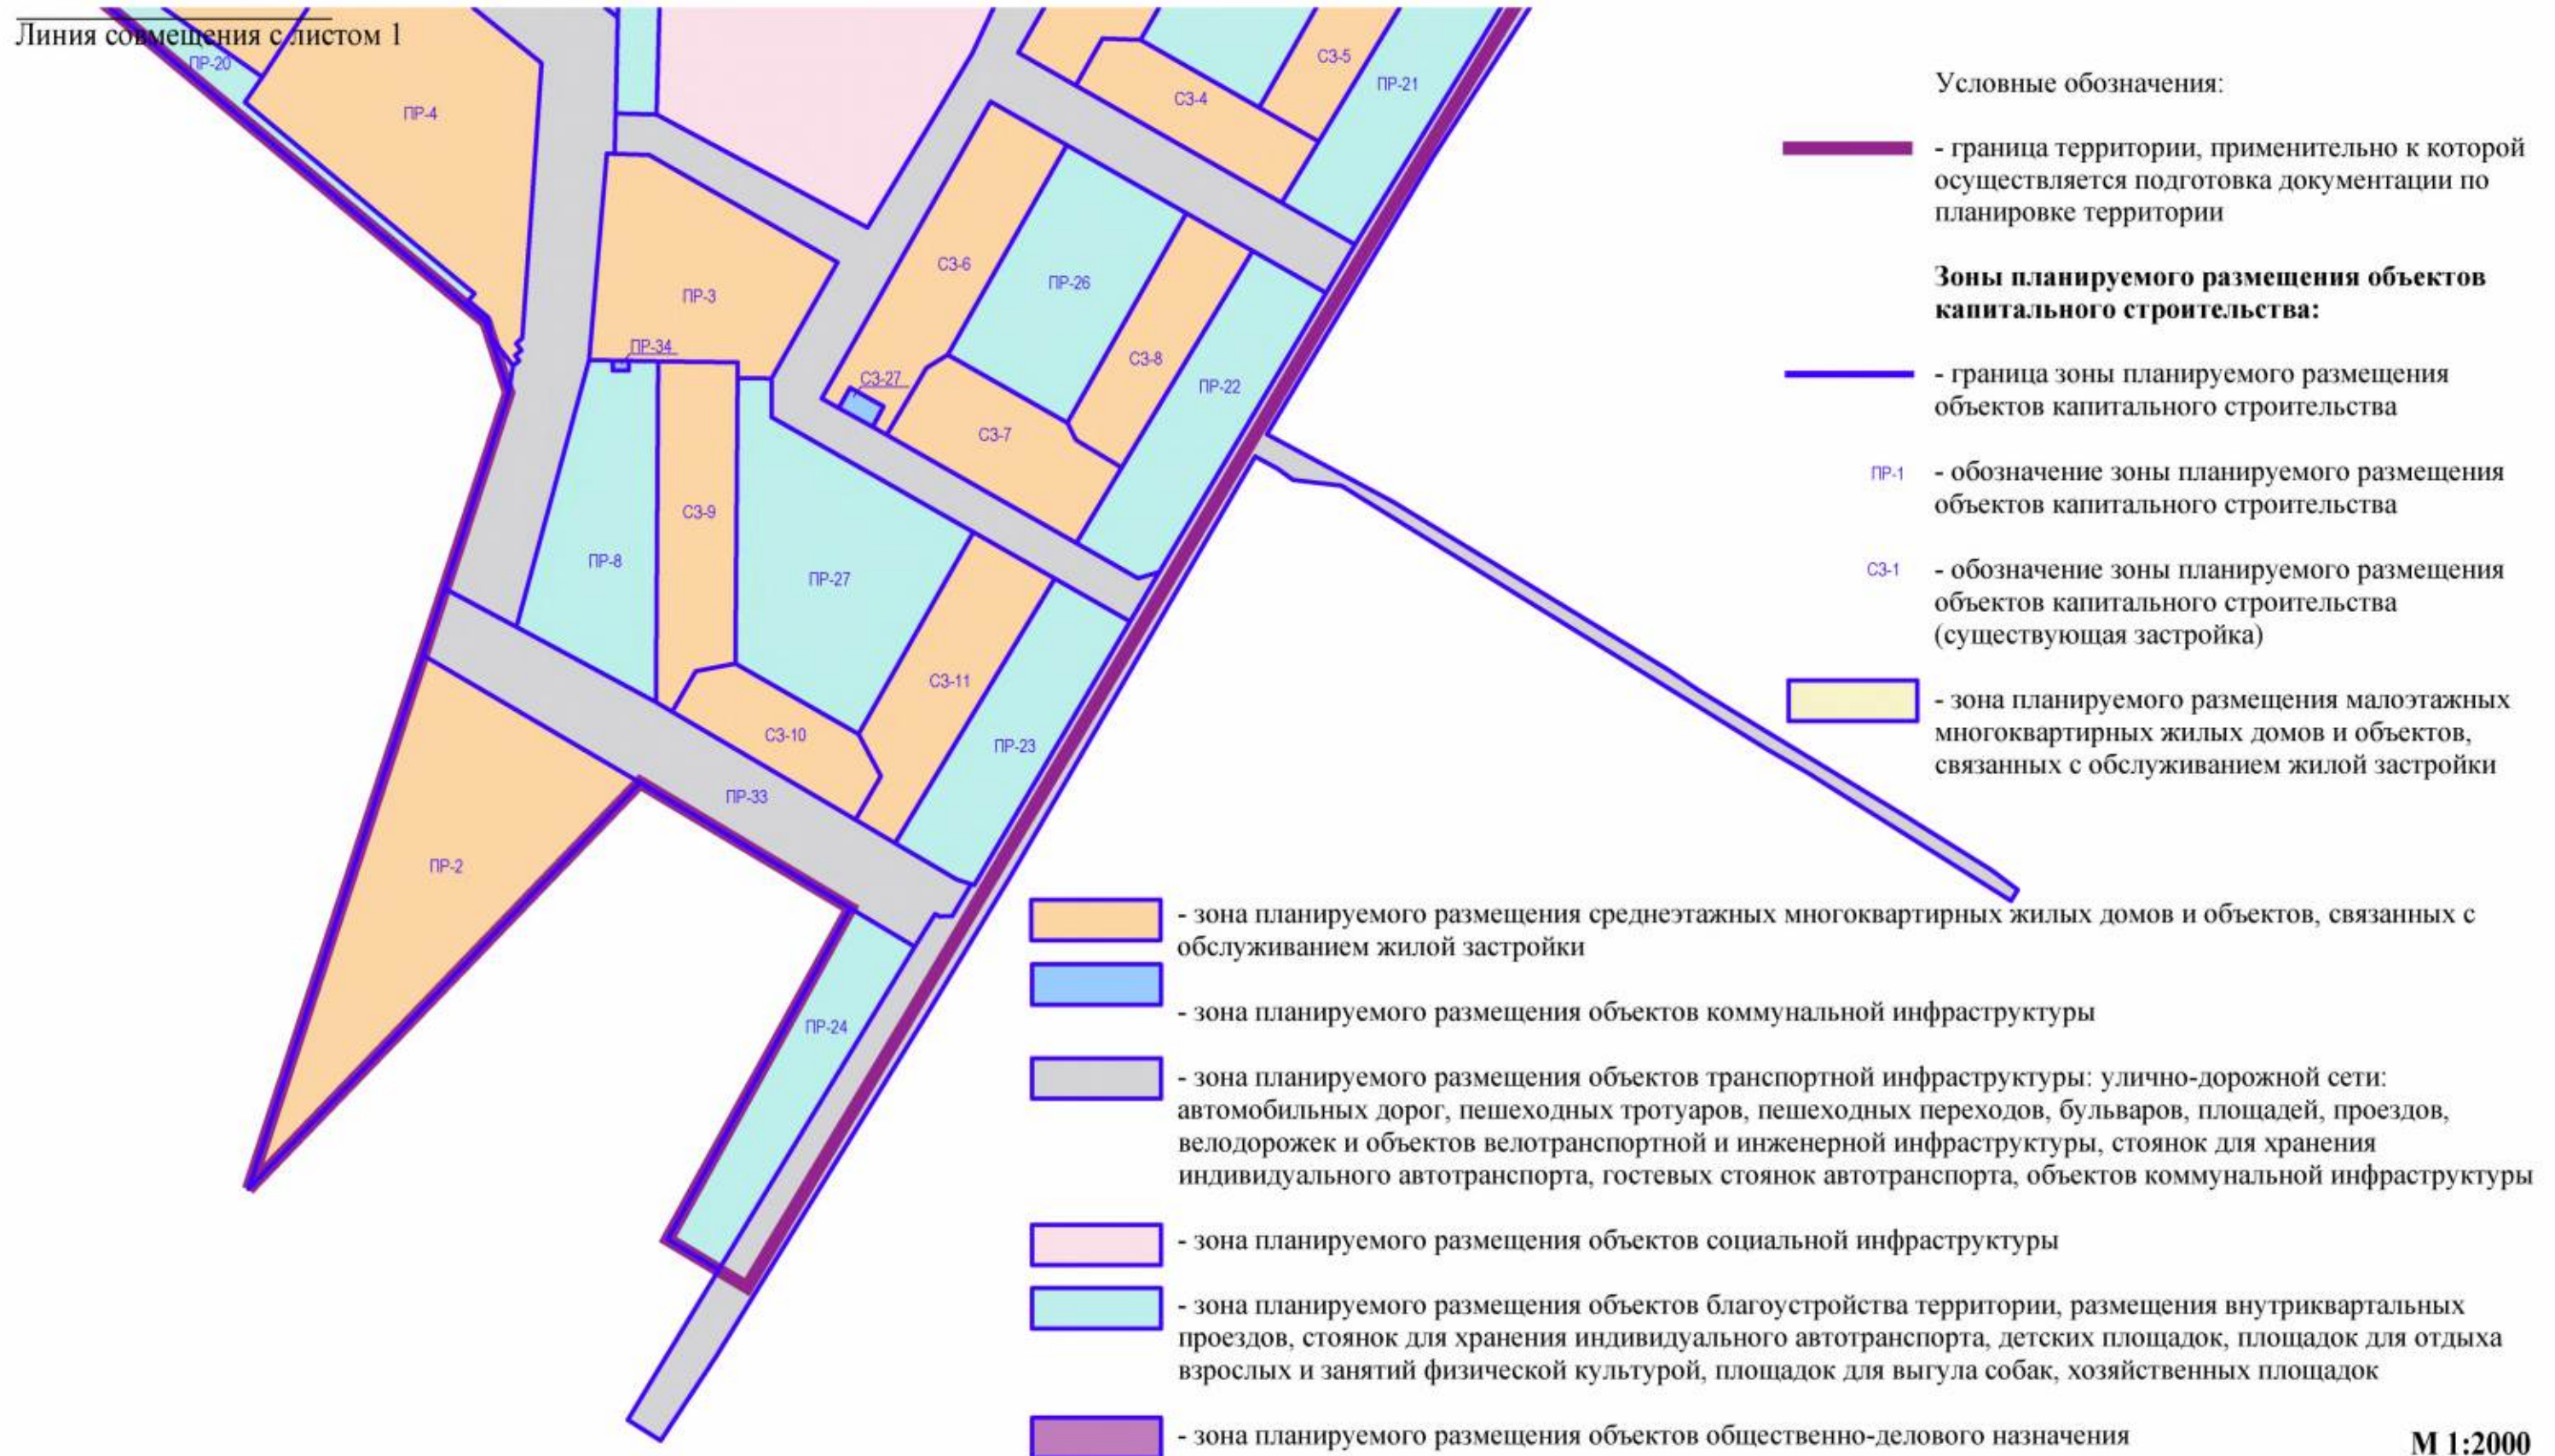 Линия совмещения с листом 1
ПР-20
ПР-4
СЗ-5
ПР-21
СЗ-4
СЗ-6
ПР-26
ПР-3
ПР-34
СЗ-8
СЗ-27
ПР-22
СЗ-7
СЗ-9
ПР-8
ПР-27
СЗ-11
СЗ-10
ПР-23
ПР-33
ПР-2
ПР-24
Условные обозначения:
- граница территории, применительно к которой
осуществляется подготовка документации по
планировке территории
Зоны планируемого размещения объектов
капитального строительства:
- граница зоны планируемого размещения
объектов капитального строительства
ПР-1 - обозначение зоны планируемого размещения
объектов капитального строительства
СЗ-1 - обозначение зоны планируемого размещения
объектов капитального строительства
(существующая застройка)
- зона планируемого размещения малоэтажных
многоквартирных жилых домов и объектов,
связанных с обслуживанием жилой застройки
- зона планируемого размещения среднеэтажных многоквартирных жилых домов и объектов, связанных с
обслуживанием жилой застройки
- зона планируемого размещения объектов коммунальной инфраструктуры
- зона планируемого размещения объектов транспортной инфраструктуры: улично-дорожной сети:
автомобильных дорог, пешеходных тротуаров, пешеходных переходов, бульваров, площадей, проездов,
велодорожек и объектов велотранспортной и инженерной инфраструктуры, стоянок для хранения
индивидуального автотранспорта, гостевых стоянок автотранспорта, объектов коммунальной инфраструктуры
- зона планируемого размещения объектов социальной инфраструктуры
- зона планируемого размещения объектов благоустройства территории, размещения внутриквартальных
проездов, стоянок для хранения индивидуального автотранспорта, детских площадок, площадок для отдыха
взрослых и занятий физической культурой, площадок для выгула собак, хозяйственных площадок
- зона планируемого размещения объектов общественно-делового назначения
М 1:2000